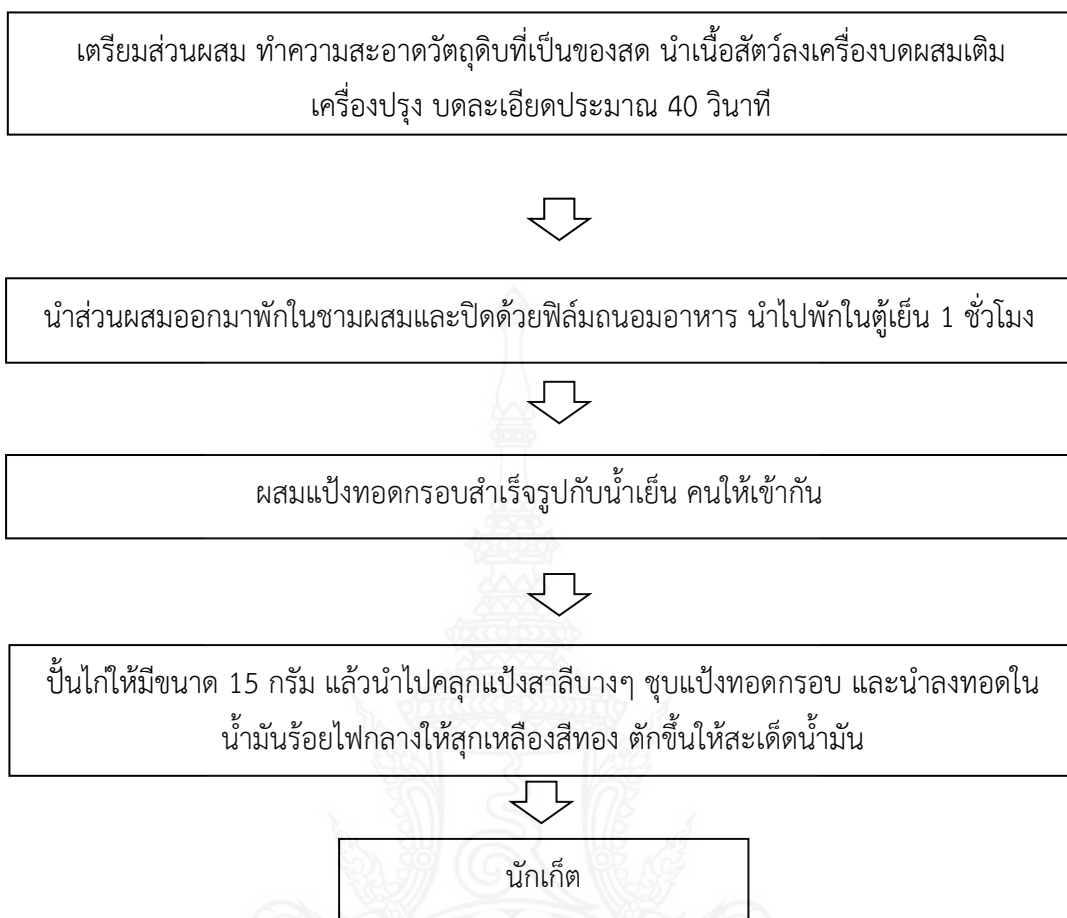 เตรียมส่วนผสม ทำความสะอาดวัตถุดิบที่เป็นของสด นำเนื้อสัตว์ลงเครื่องบดผสมเติม
เครื่องปรุง บดละเอียดประมาณ 40 วินาที
นำส่วนผสมออกมาพักในชามผสมและปิดด้วยฟิล์มถนอมอาหาร นำไปพักในตู้เย็น 1 ชั่วโมง
ผสมแป้งทอดกรอบสำเร็จรูปกับน้ำเย็น คนให้เข้ากัน
ปั้นไก่ให้มีขนาด 15 กรัม แล้วนำไปคลุกแป้งสาลีบางๆ ชุบแป้งทอดกรอบ และนำลงทอดใน
น้ำมันร้อยไฟกลางให้สุกเหลืองสีทอง ตักขึ้นให้สะเด็ดน้ำมัน
นักเก็ต